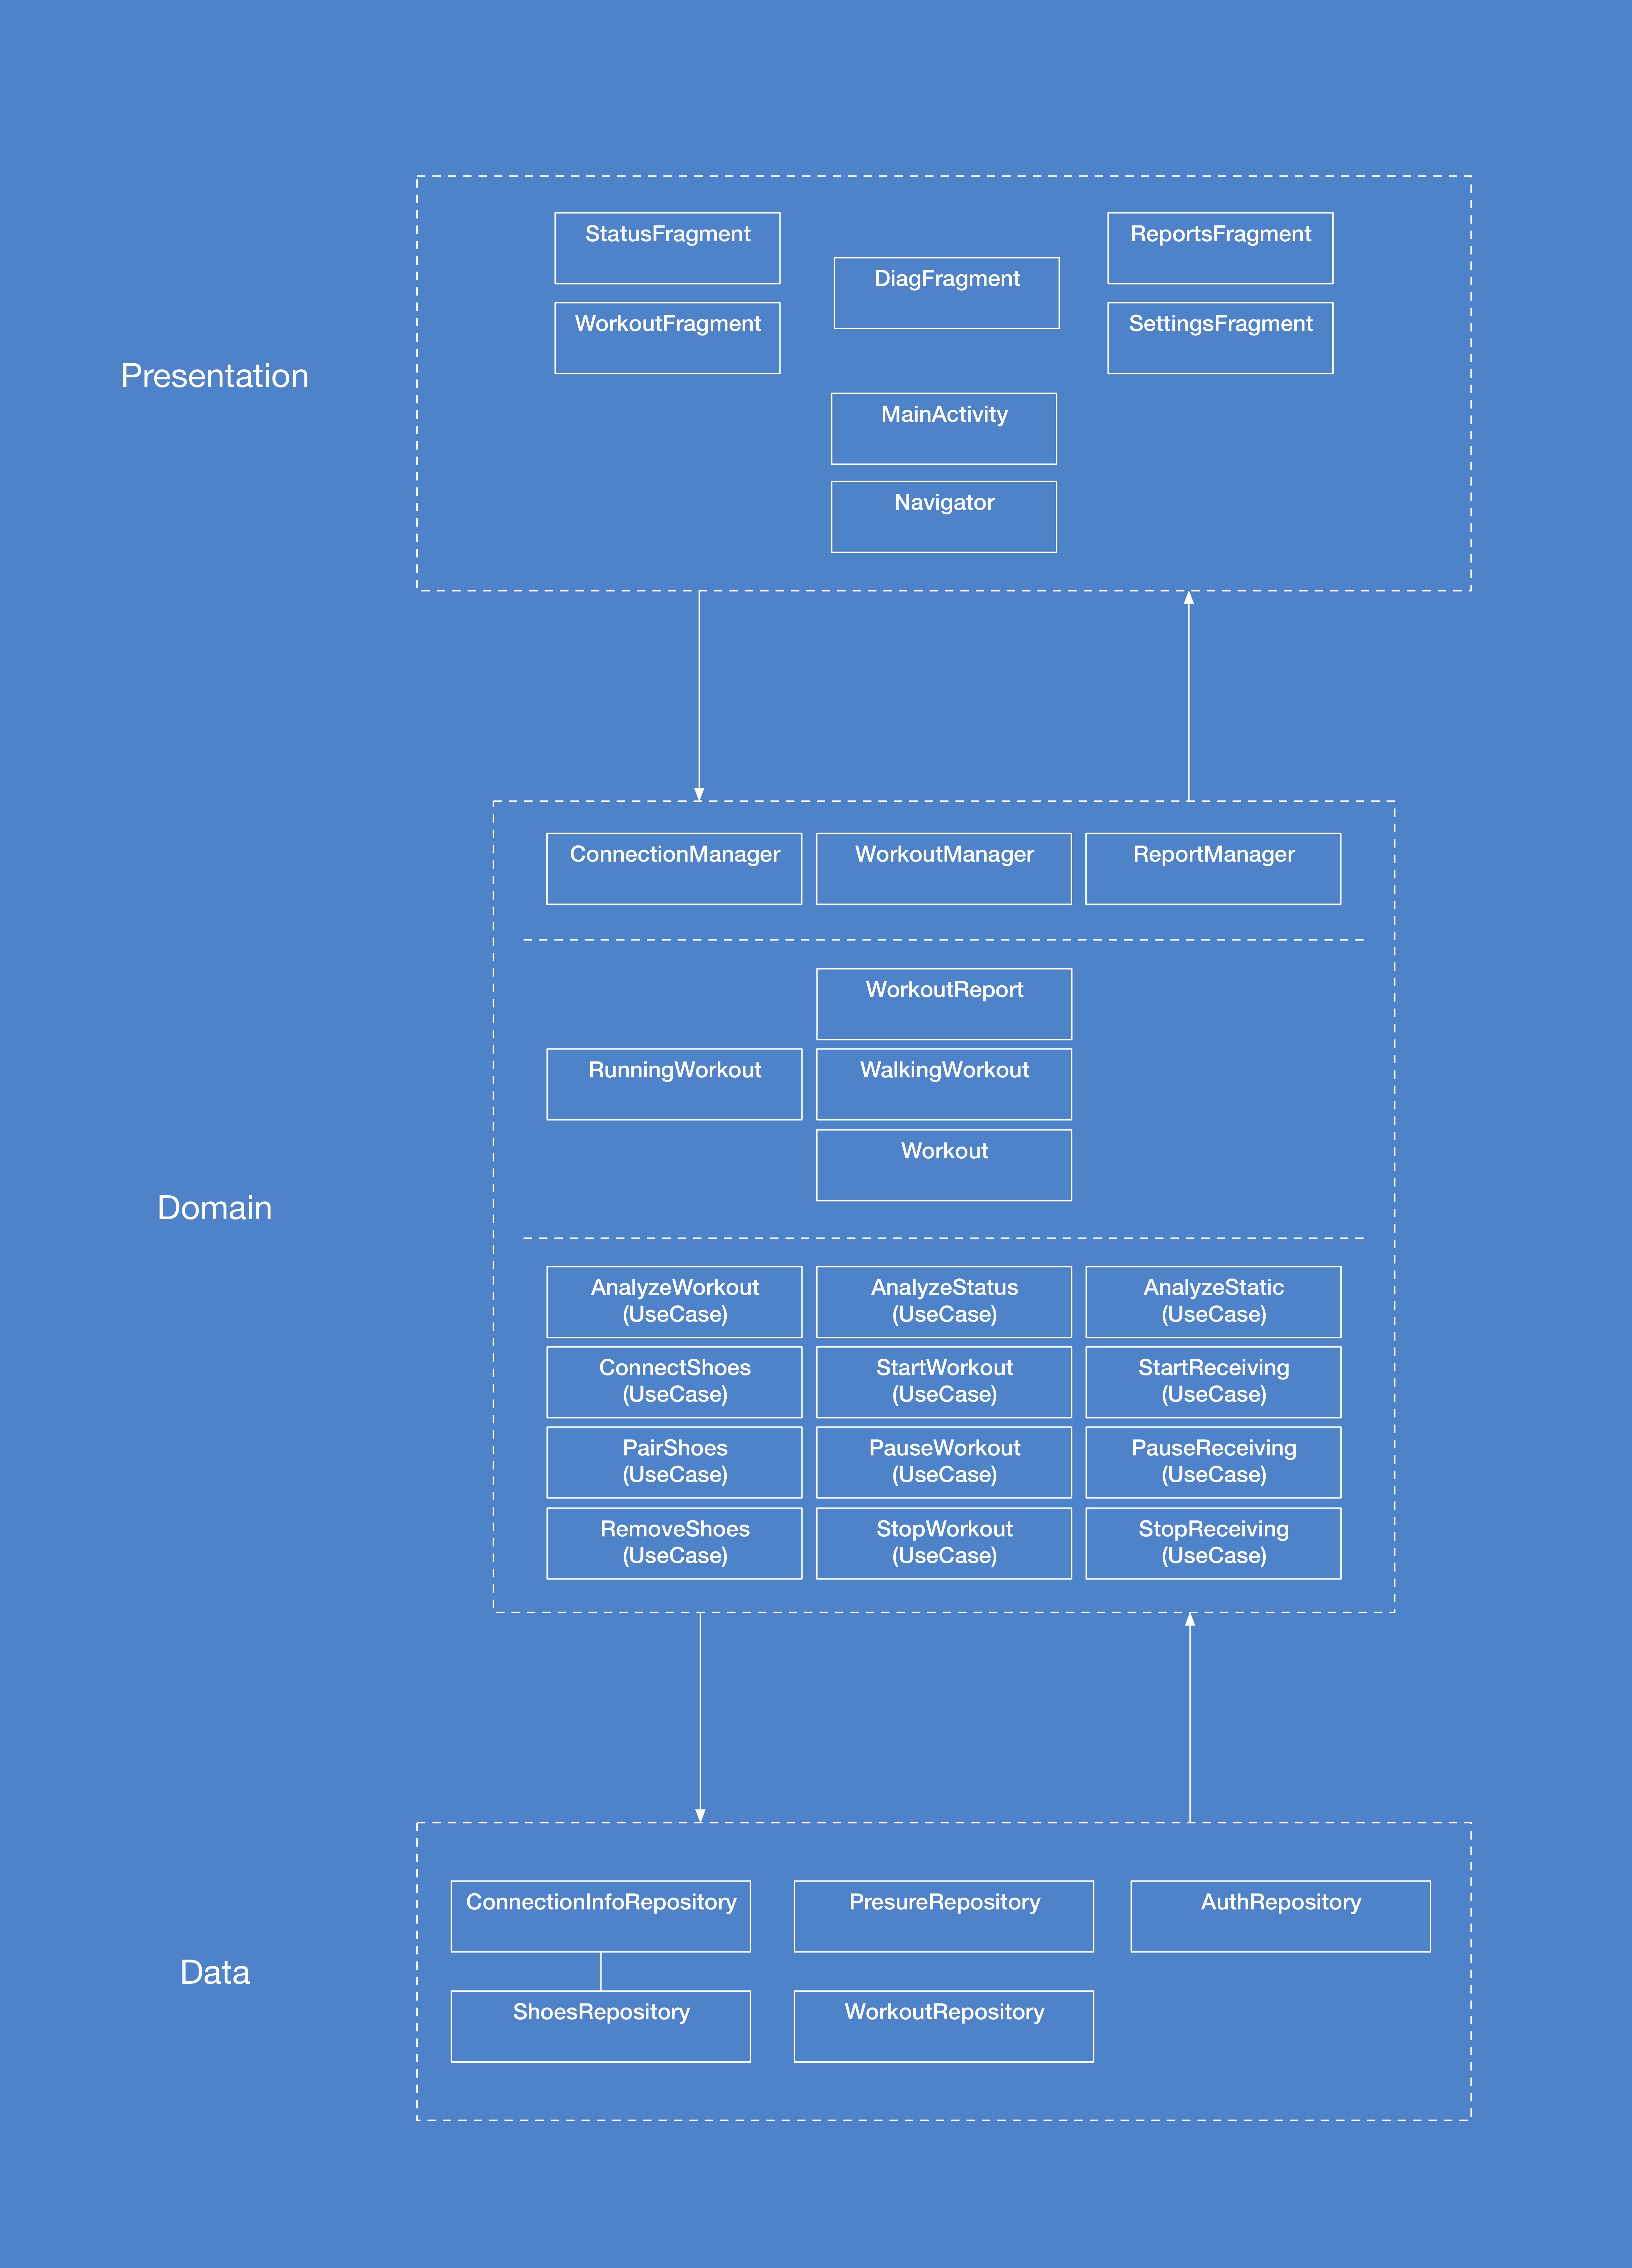 Presentation
StatusFragment
DiagFragment
ReportsFragment
WorkoutFragment
SettingsFragment
MainActivity
Navigator
Domain
ConnectionManager
WorkoutManager
ReportManager
WorkoutReport
RunningWorkout
WalkingWorkout
Workout
AnalyzeWorkout
(UseCase)
AnalyzeStatus
(UseCase)
AnalyzeStatic
(UseCase)
ConnectShoes
(UseCase)
StartWorkout
(UseCase)
StartReceiving
(UseCase)
PairShoes
(UseCase)
PauseWorkout
(UseCase)
PauseReceiving
(UseCase)
RemoveShoes
(UseCase)
StopWorkout
(UseCase)
StopReceiving
(UseCase)
Data
ConnectionInfoRepository
PresureRepository
AuthRepository
ShoesRepository
WorkoutRepository